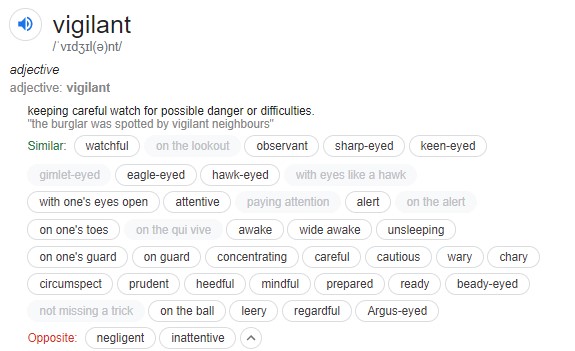 vigilant
/ˈvɪdʒɪl(ə)nt/
adjective
adjective: vigilant
keeping careful watch for possible danger or difficulties.
"the burglar was spotted by vigilant neighbours"
Similar: watchful on the lookout observant sharp-eyed keen-eyed
gimlet-eyed eagle-eyed hawk-eyed with eyes like a hawk
with one's eyes open attentive paying attention alert on the alert
on one's toes on the qui vive awake wide awake unsleeping
on one's guard on guard concentrating careful cautious wary chary
circumspect prudent heedful mindful prepared ready beady-eyed
not missing a trick on the ball leery regardful Argus-eyed
Opposite: negligent inattentive